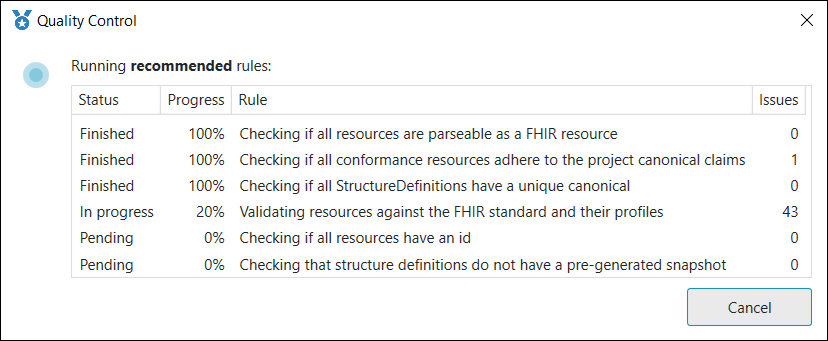 Quality Control
Running recommended rules:
Status Progress Rule Issues
Finished 100% Checking if all resources are parseable as a FHIR resource 0
Finished 100% Checking if all conformance resources adhere to the project canonical claims 1
Finished 100% Checking if all StructureDefinitions have a unique canonical 0
In progress 20% Validating resources against the FHIR standard and their profiles 43
Pending 0% Checking if all resources have an id 0
Pending 0% Checking that structure definitions do not have a pre-generated snapshot 0
Cancel